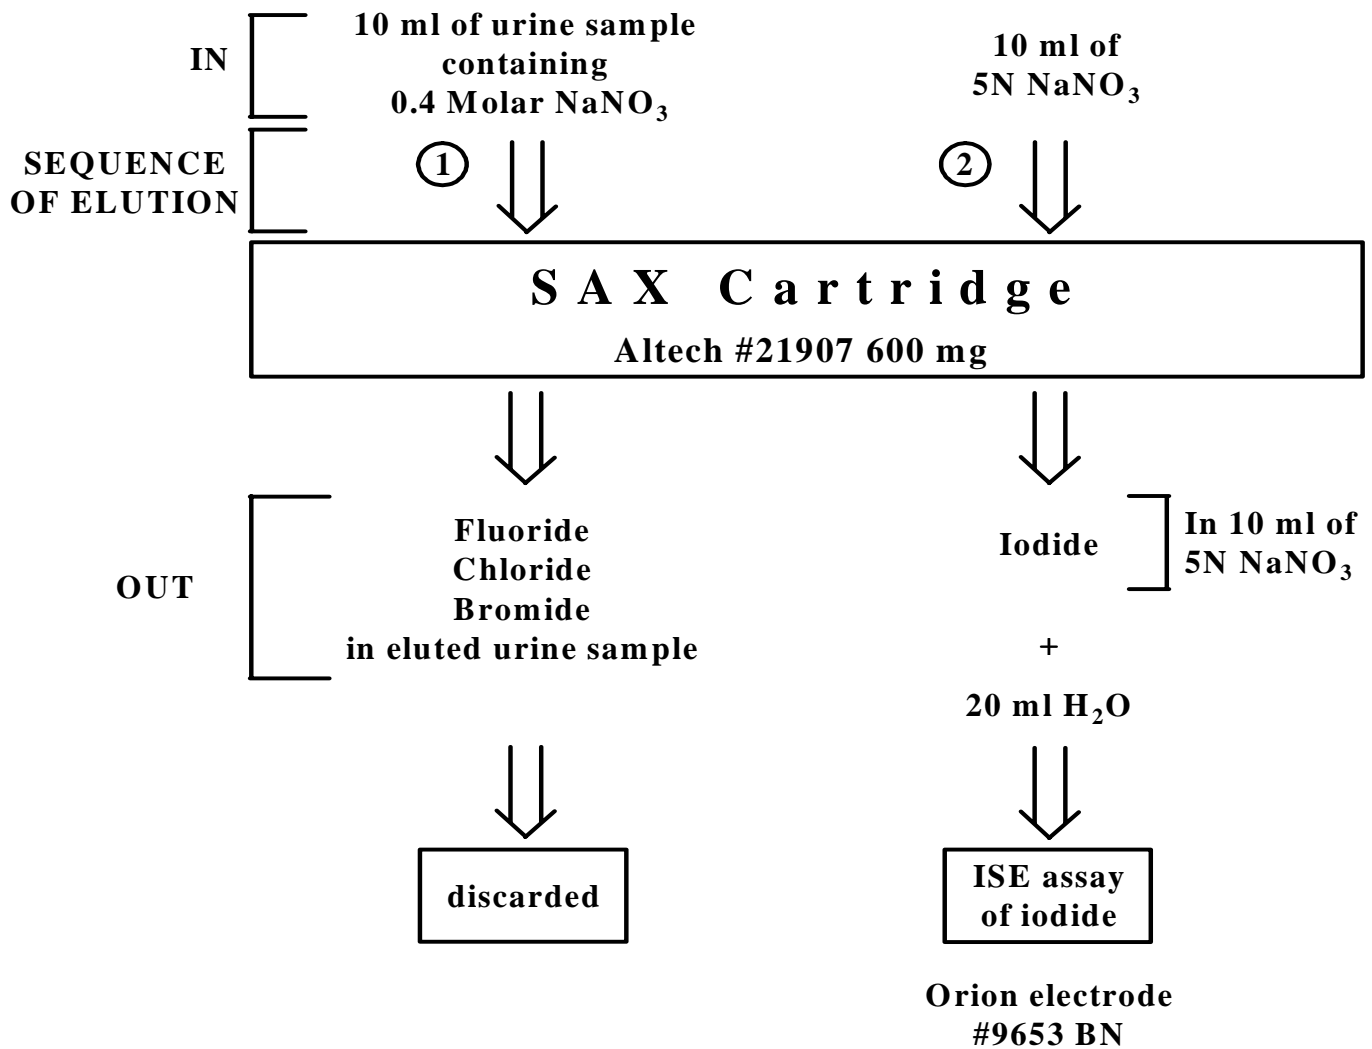 IN
10 ml of urine sample
containing
0.4 Molar NaNO₃
10 ml of
5N NaNO₃
SEQUENCE
OF ELUTION
1
2
SAX Cartridge
Altech #21907 600 mg
OUT
Fluoride
Chloride
Bromide
in eluted urine sample
Iodide
In 10 ml of
5N NaNO₃
+
20 ml H₂O
discarded
ISE assay
of iodide
Orion electrode
#9653 BN